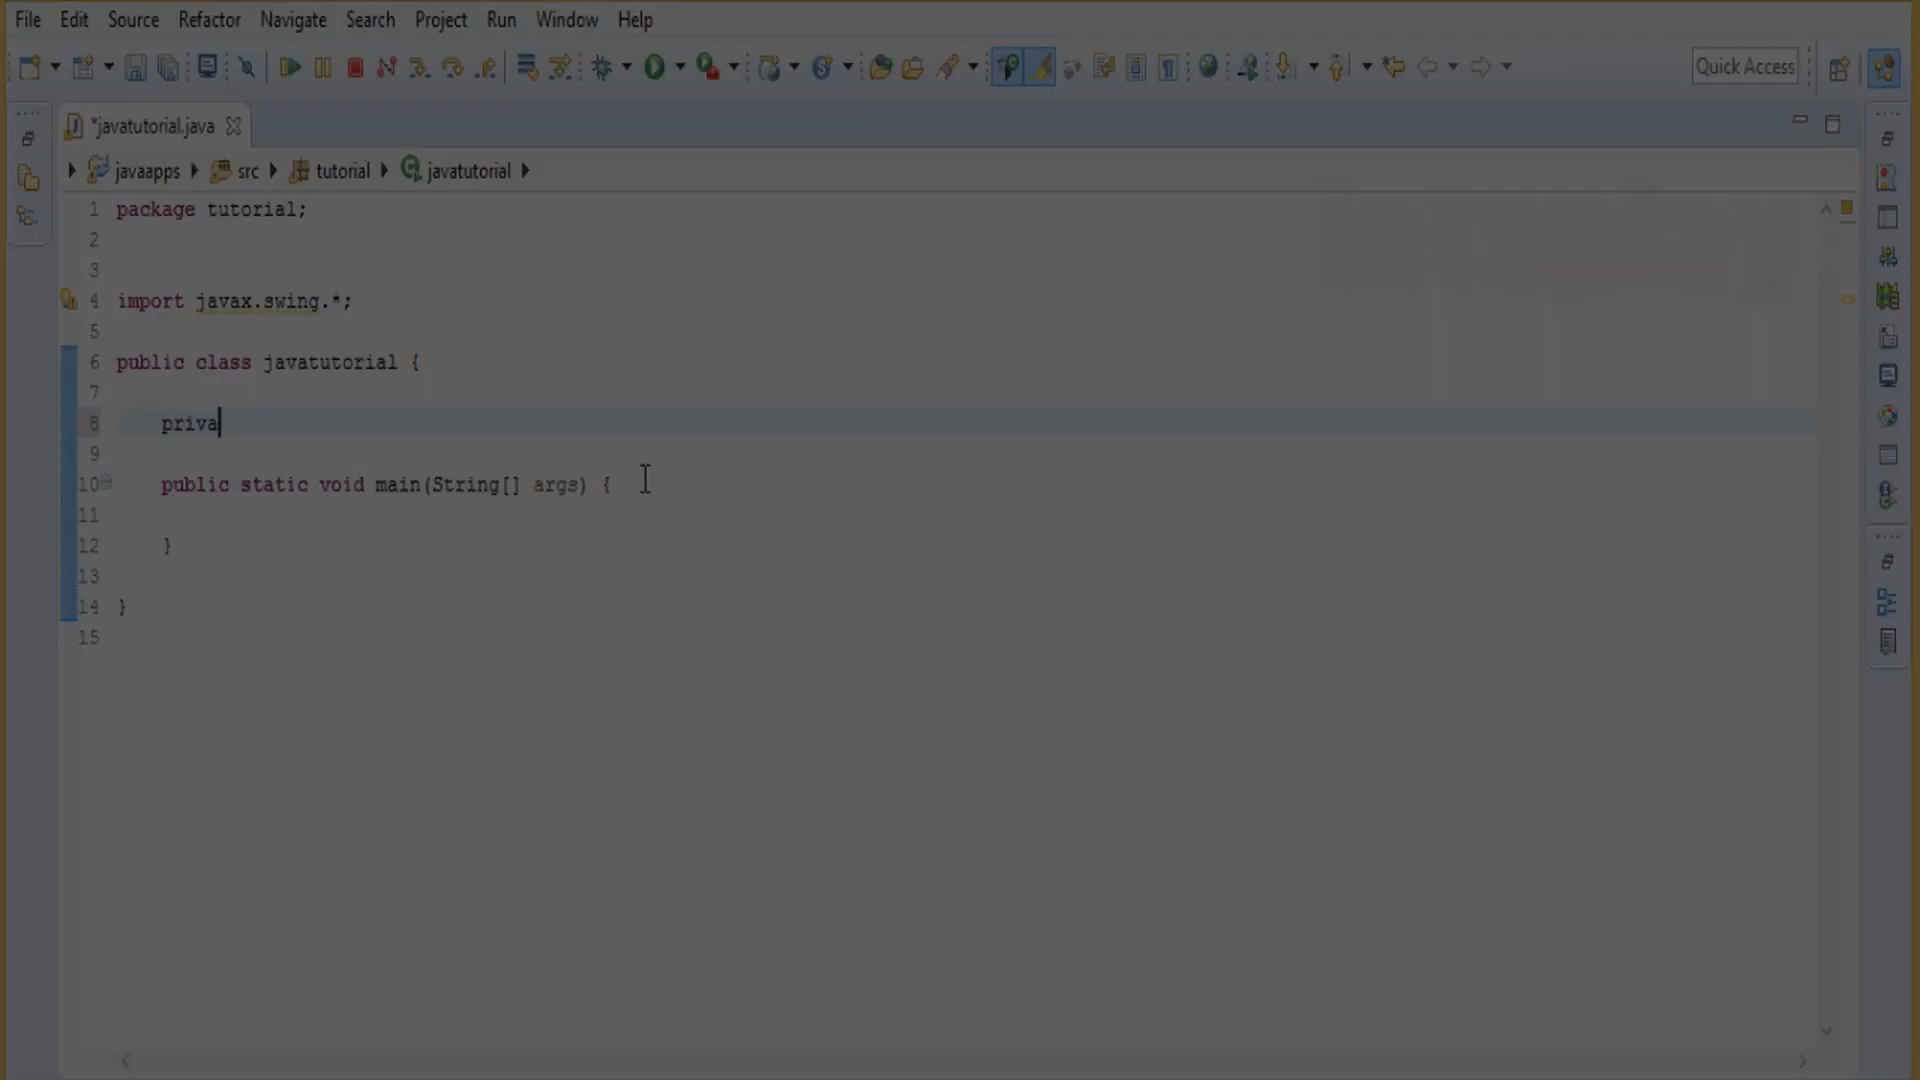 File Edit Source Refactor Navigate Search Project Run Window Help
Quick Access
*javatutorial.java
javaapps src tutorial javatutorial
1 package tutorial;
2
3
4 import javax.swing.*;
5
6 public class javatutorial {
7
8 priva
9
10 public static void main(String[] args) {
11
12 }
13
14 }
15